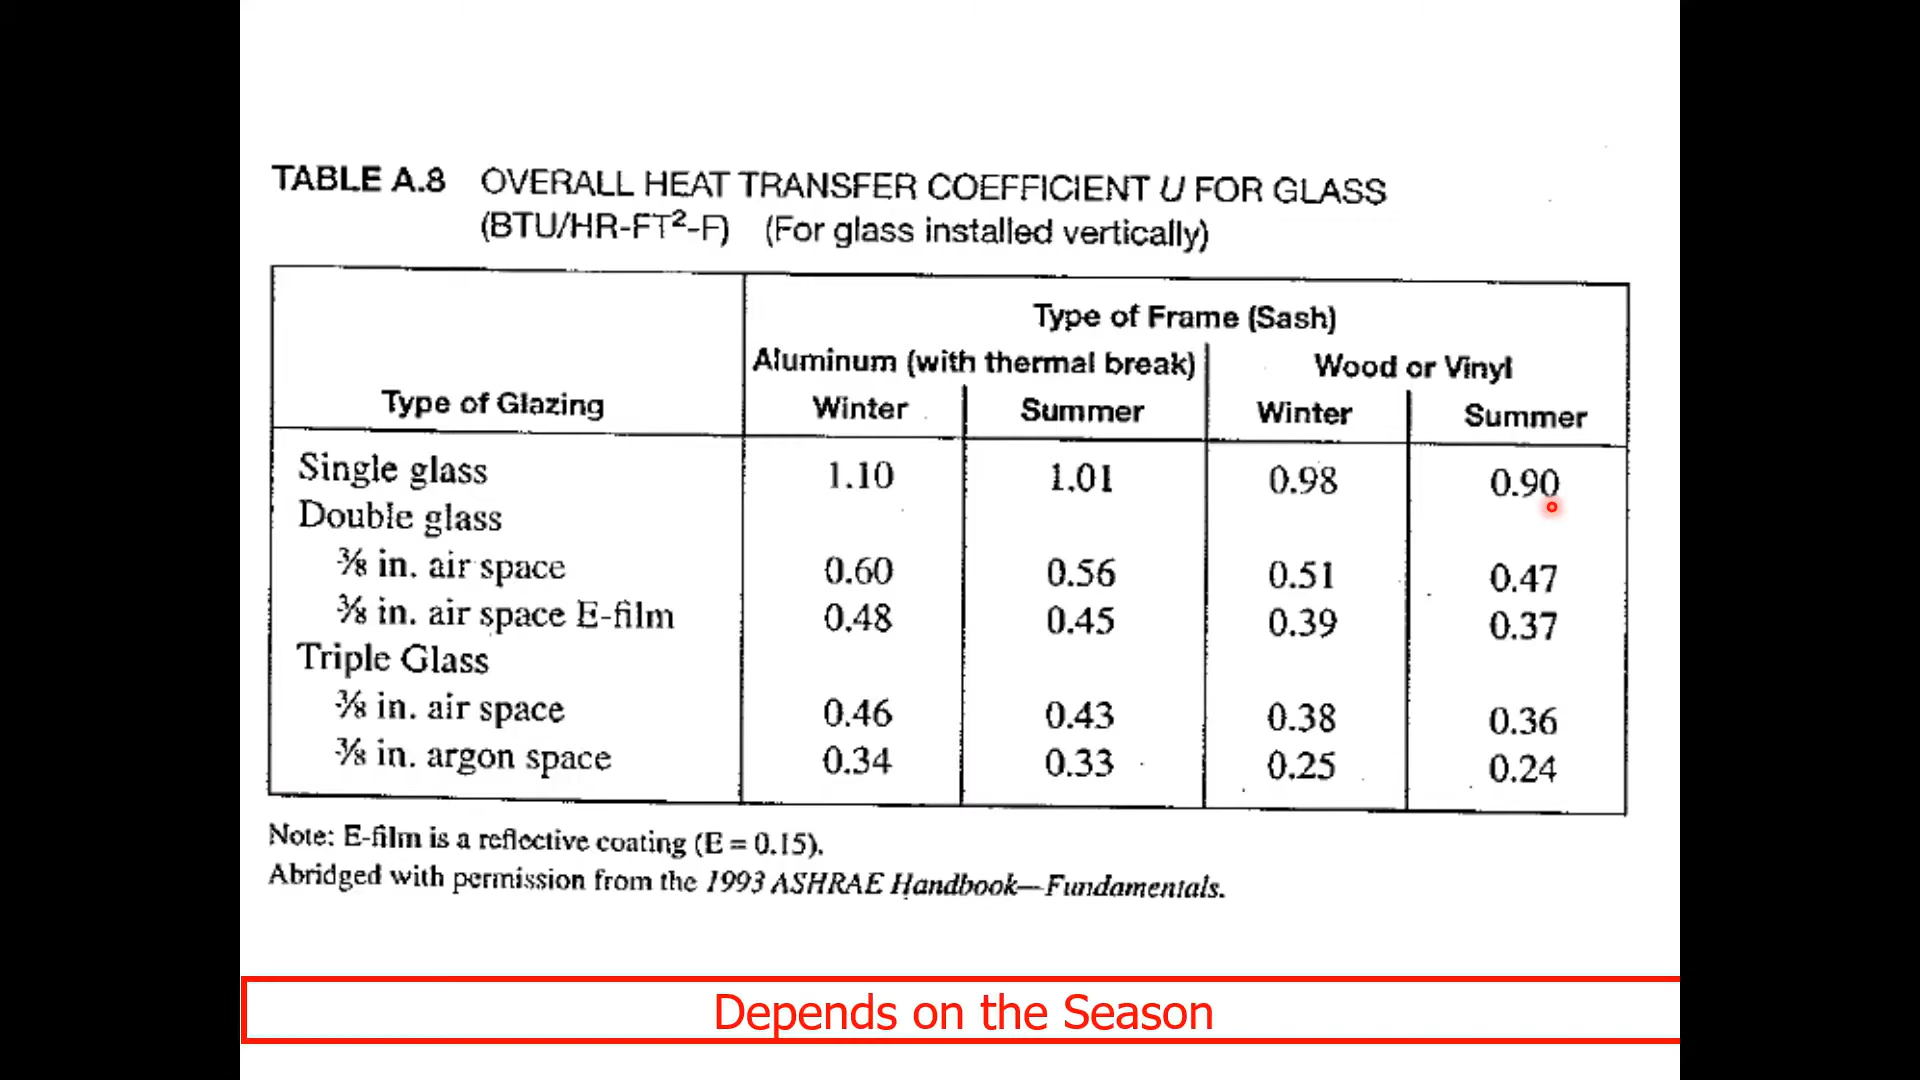 TABLE A.8 OVERALL HEAT TRANSFER COEFFICIENT U FOR GLASS
(BTU/HR-FT²-F) (For glass installed vertically)
Type of Frame (Sash)
Aluminum (with thermal break) Wood or Vinyl
Type of Glazing Winter Summer Winter Summer
Single glass 1.10 1.01 0.98 0.90
Double glass
⅜ in. air space 0.60 0.56 0.51 0.47
⅜ in. air space E-film 0.48 0.45 0.39 0.37
Triple Glass
⅜ in. air space 0.46 0.43 0.38 0.36
⅜ in. argon space 0.34 0.33 0.25 0.24
Note: E-film is a reflective coating (E = 0.15).
Abridged with permission from the 1993 ASHRAE Handbook—Fundamentals.
Depends on the Season